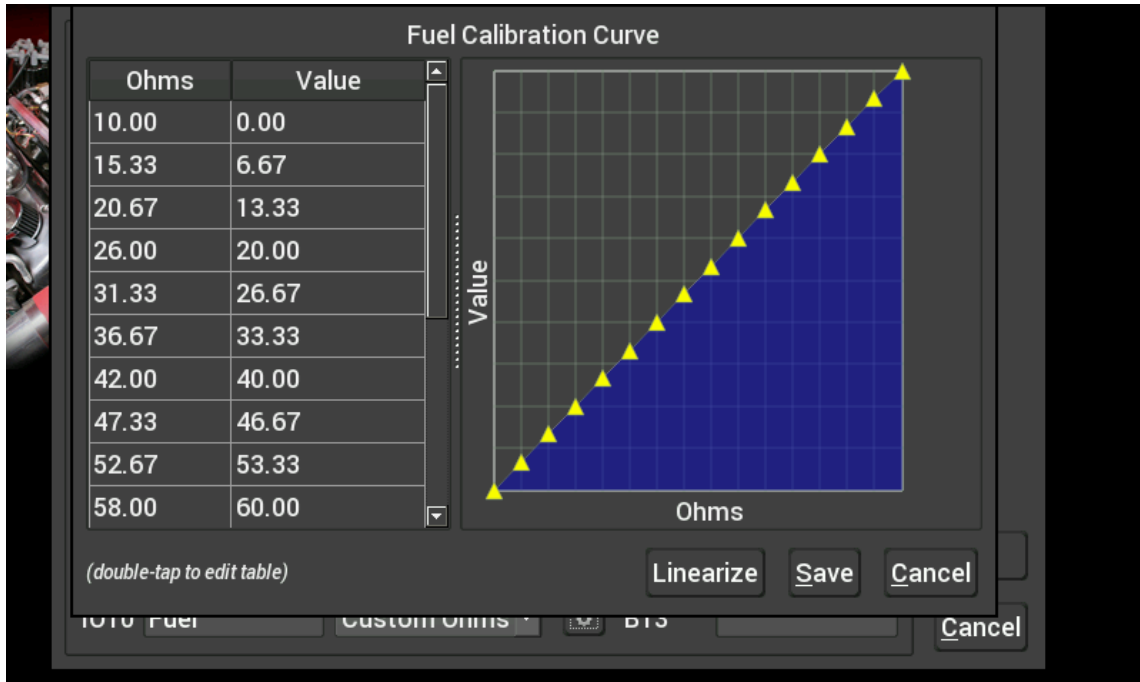 Fuel Calibration Curve
Ohms Value
10.00 0.00
15.33 6.67
20.67 13.33
26.00 20.00
31.33 26.67
36.67 33.33
42.00 40.00
47.33 46.67
52.67 53.33
58.00 60.00
Value
Ohms
(double-tap to edit table)
Linearize Save Cancel
Fuel Custom Ohms
Cancel